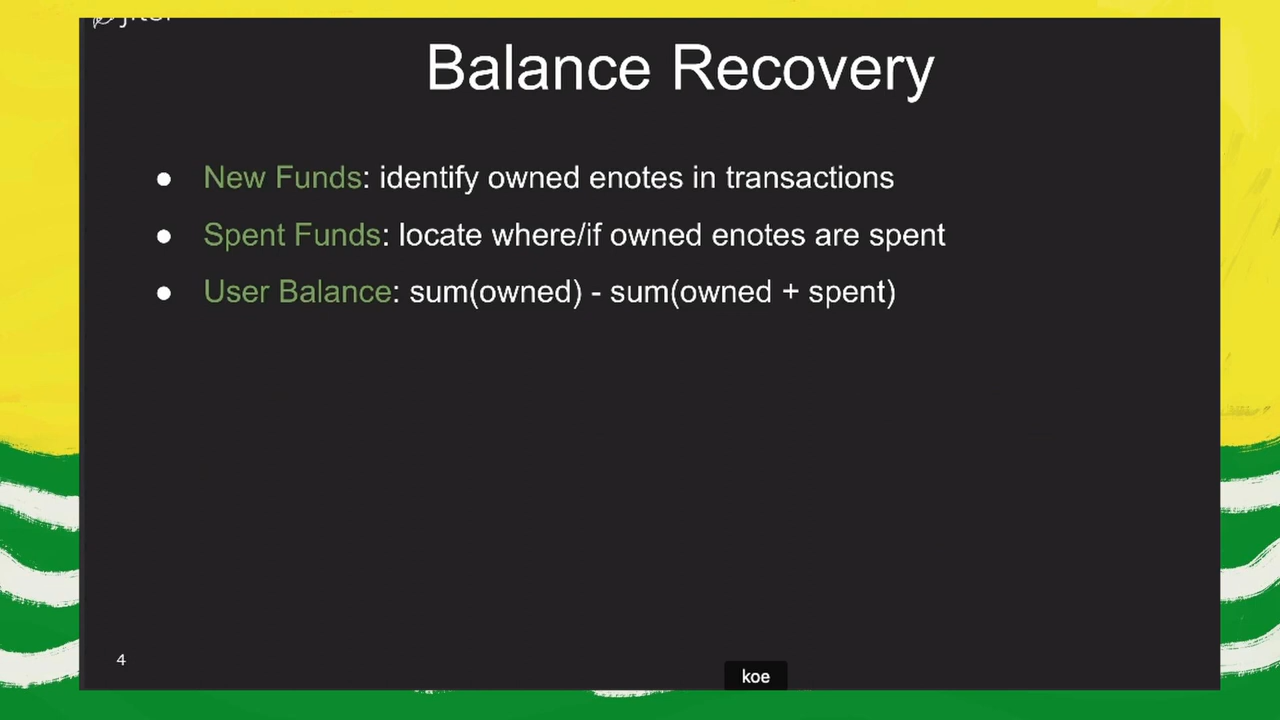 Balance Recovery
● New Funds: identify owned enotes in transactions
● Spent Funds: locate where/if owned enotes are spent
● User Balance: sum(owned) - sum(owned + spent)
4
koe